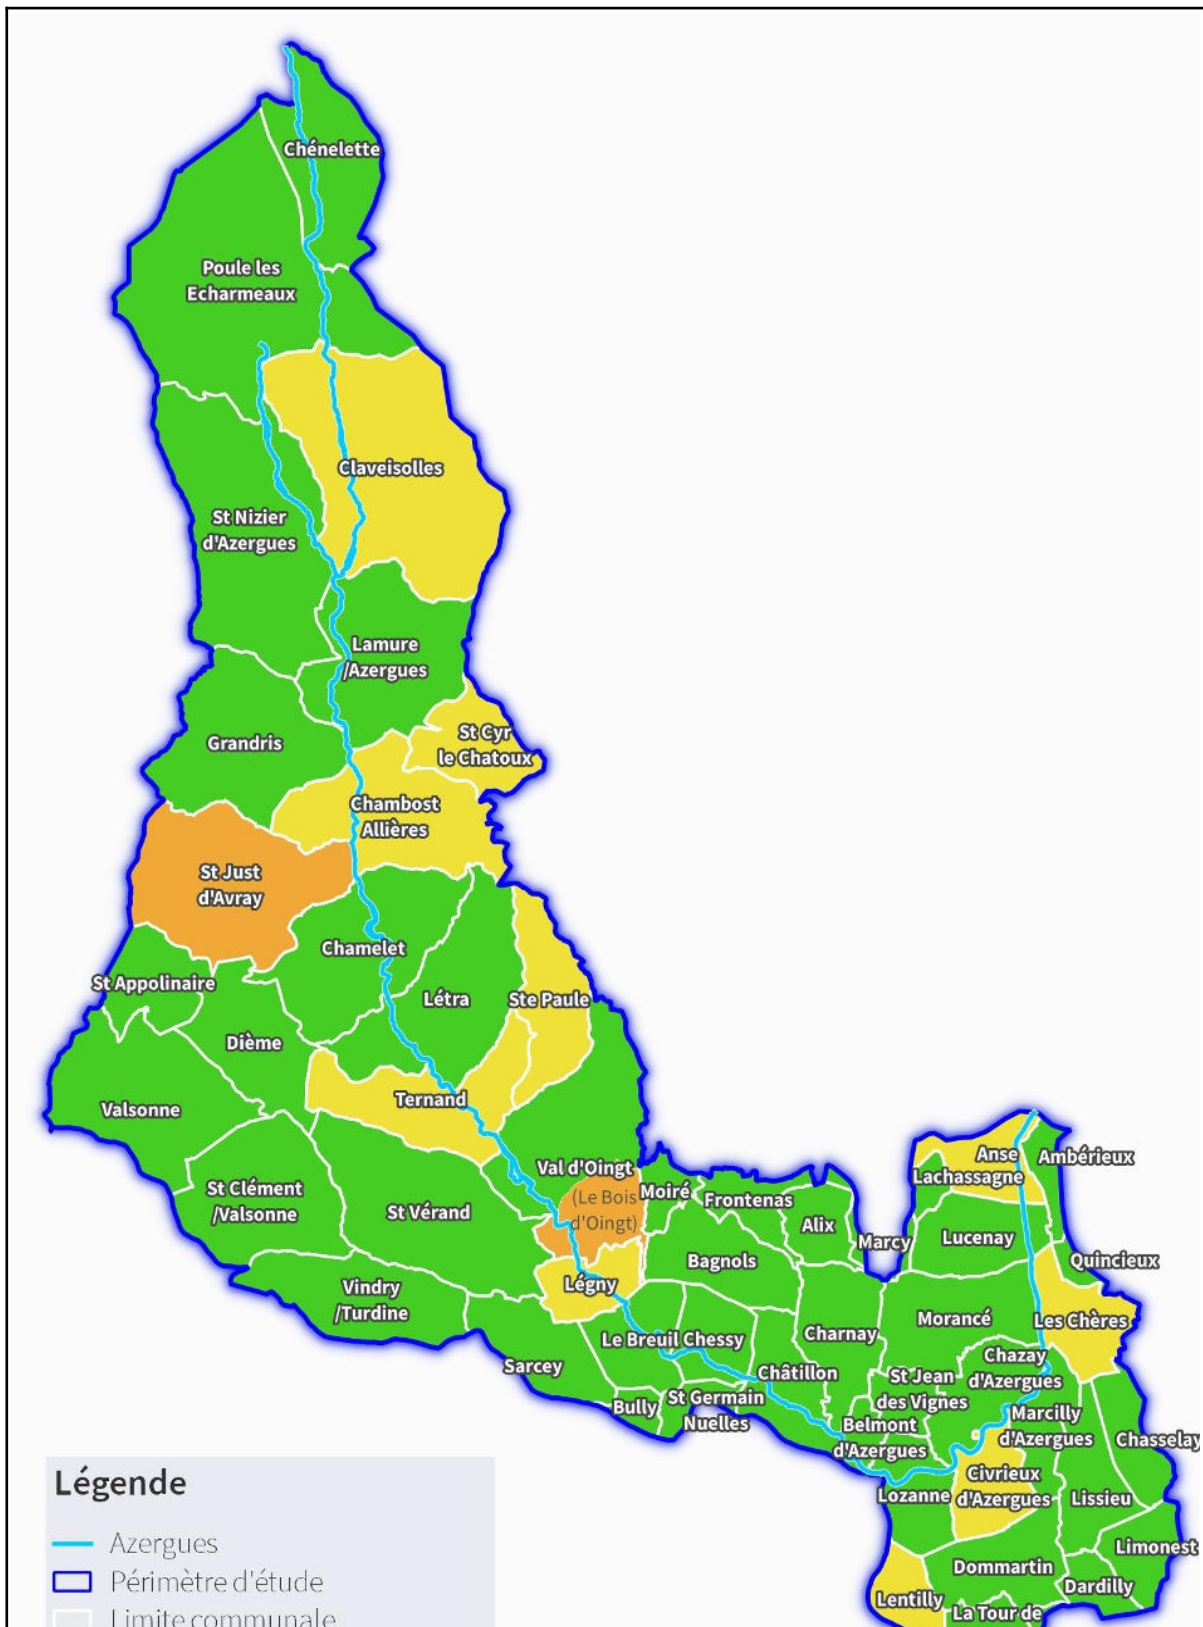 Chénelette
Poule les
Echarmeaux
Claveisolles
St Nizier
d'Azergues
Lamure
/Azergues
St Cyr
le Chatoux
Grandris
Chambost
Allières
St Just
d'Avray
Chamelet
St Appolinaire
Létra
Ste Paule
Dième
Ternand
Valsonne
Val d'Oingt
(Le Bois
d'Oingt)
St Clément
/Valsonne
St Vérand
Moiré
Frontenas
Alix
Marcy
Anse
Lachassagne
Ambérieux
Lucenay
Quincieux
Bagnols
Légny
Vindry
/Turdine
Morancé
Les Chères
Le Breuil
Chessy
Charnay
Sarcey
Châtillon
Chazay
d'Azergues
St Jean
des Vignes
Bully
St Germain
Nuelles
Belmont
d'Azergues
Marcilly
d'Azergues
Chasselay
Civrieux
d'Azergues
Lozanne
Lissieu
Limonest
Dommartin
Dardilly
Lentilly
La Tour de
Légende
Azergues
Périmètre d'étude
Limite communale